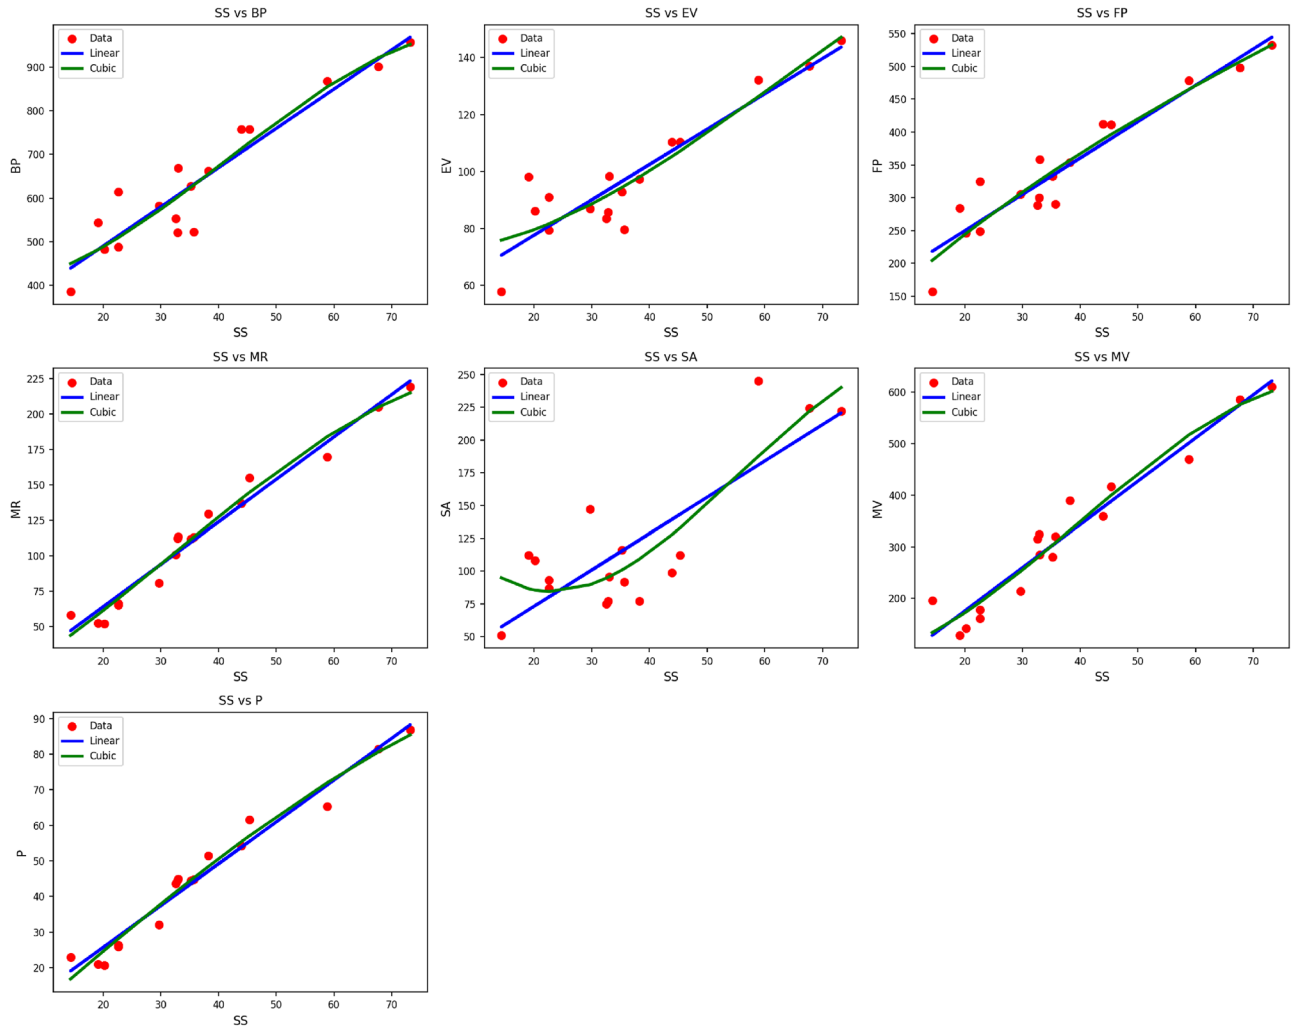 SS vs BP
Data
Linear
Cubic
900
800
700
600
500
400
BP
20 30 40 50 60 70
SS
SS vs EV
Data
Linear
Cubic
140
120
100
80
60
EV
20 30 40 50 60 70
SS
SS vs FP
Data
Linear
Cubic
550
500
450
400
350
300
250
200
150
FP
20 30 40 50 60 70
SS
SS vs MR
Data
Linear
Cubic
225
200
175
150
125
100
75
50
MR
20 30 40 50 60 70
SS
SS vs SA
Data
Linear
Cubic
250
225
200
175
150
125
100
75
50
SA
20 30 40 50 60 70
SS
SS vs MV
Data
Linear
Cubic
600
500
400
300
200
MV
20 30 40 50 60 70
SS
SS vs P
Data
Linear
Cubic
90
80
70
60
50
40
30
20
P
20 30 40 50 60 70
SS